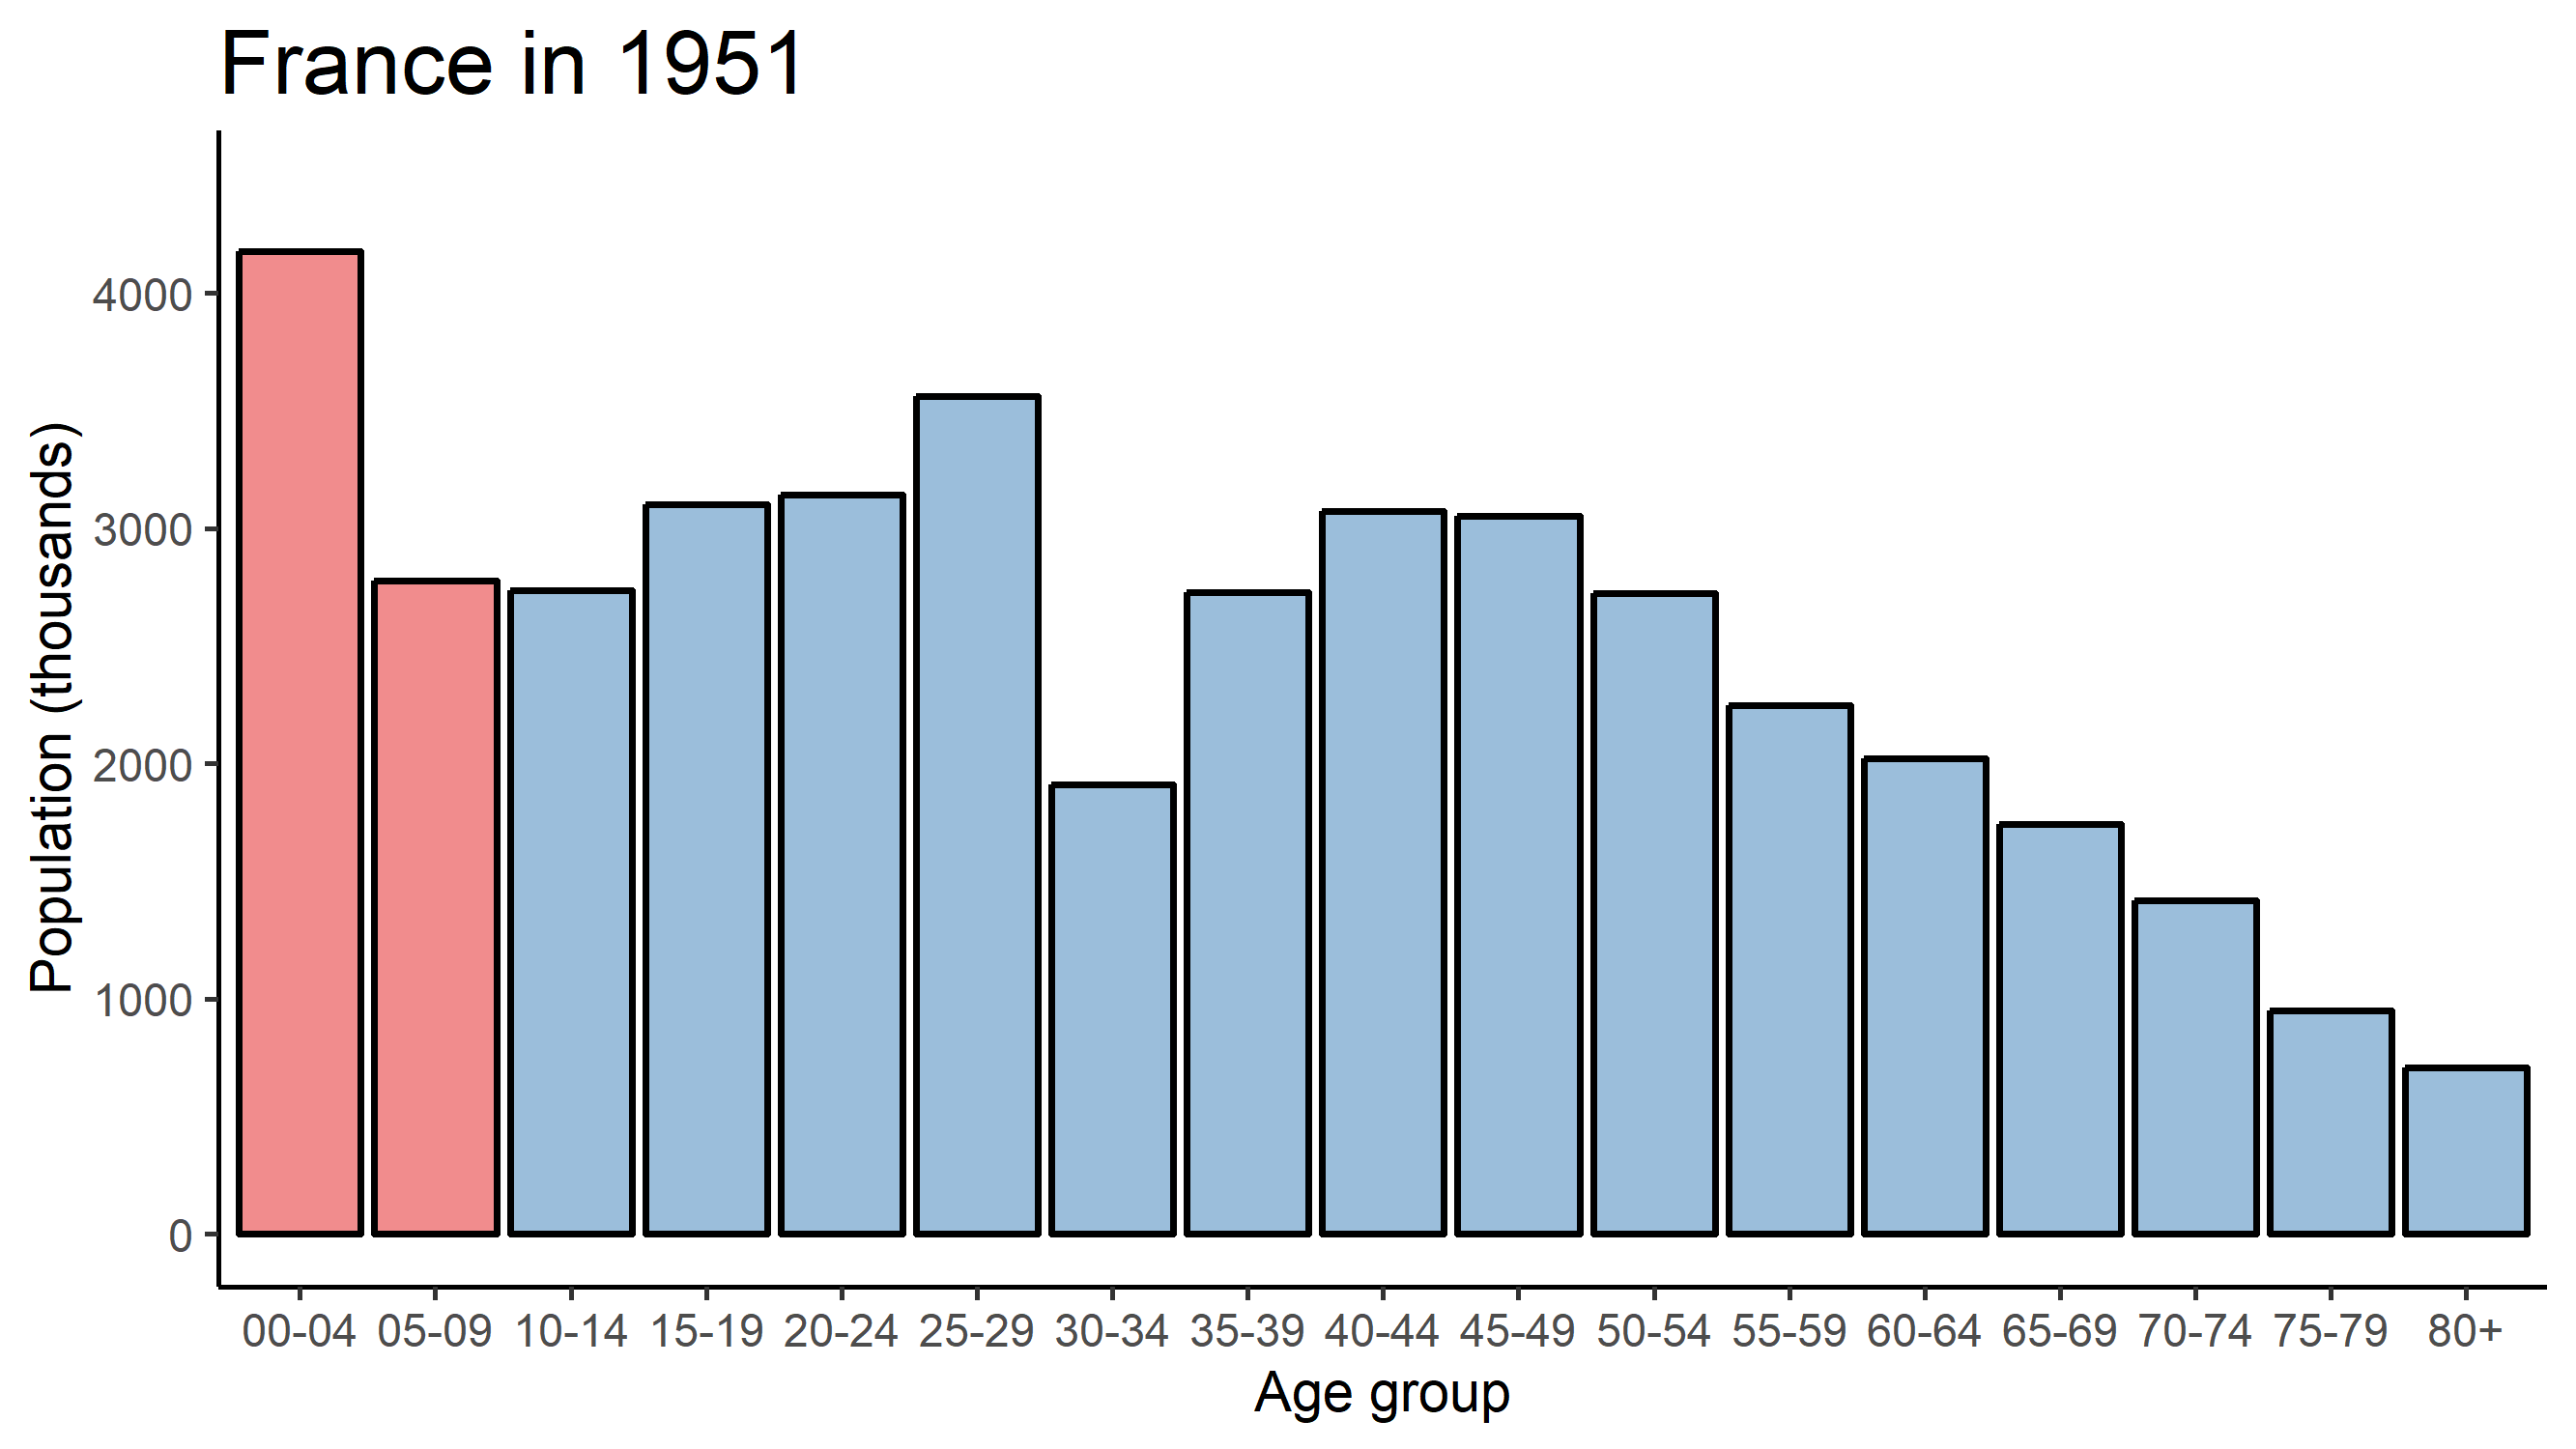 France in 1951
Population (thousands)
4000
3000
2000
1000
0
00-04 05-09 10-14 15-19 20-24 25-29 30-34 35-39 40-44 45-49 50-54 55-59 60-64 65-69 70-74 75-79 80+
Age group